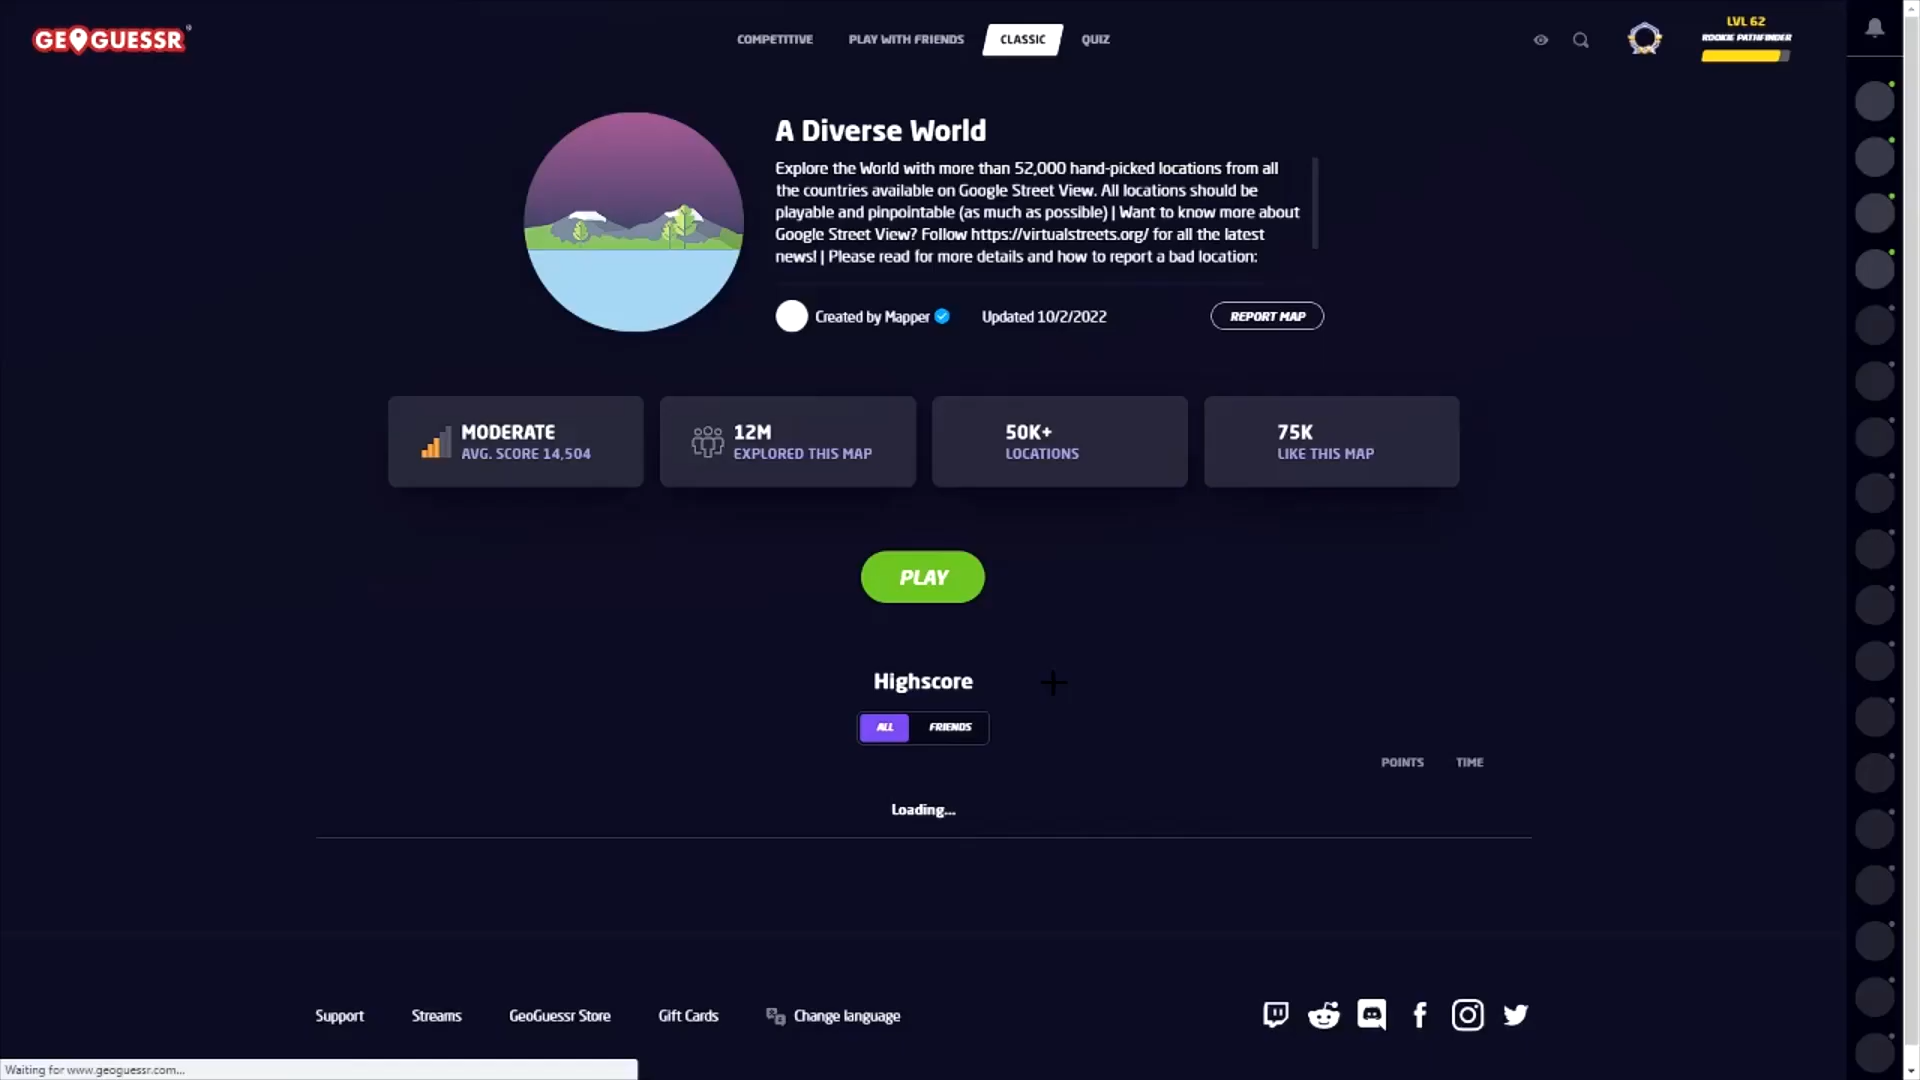 GEOGUESSR
COMPETITIVE
PLAY WITH FRIENDS
CLASSIC
QUIZ
LVL 62
ROOKIE PATHFINDER
A Diverse World
Explore the World with more than 52,000 hand-picked locations from all
the countries available on Google Street View. All locations should be
playable and pinpointable (as much as possible) | Want to know more about
Google Street View? Follow https://virtualstreets.org/ for all the latest
news! | Please read for more details and how to report a bad location:
Created by Mapper
Updated 10/2/2022
REPORT MAP
MODERATE
AVG. SCORE 14,504
12M
EXPLORED THIS MAP
50K+
LOCATIONS
75K
LIKE THIS MAP
PLAY
Highscore
ALL
FRIENDS
POINTS
TIME
Loading...
Support
Streams
GeoGuessr Store
Gift Cards
Change language
Waiting for www.geoguessr.com...